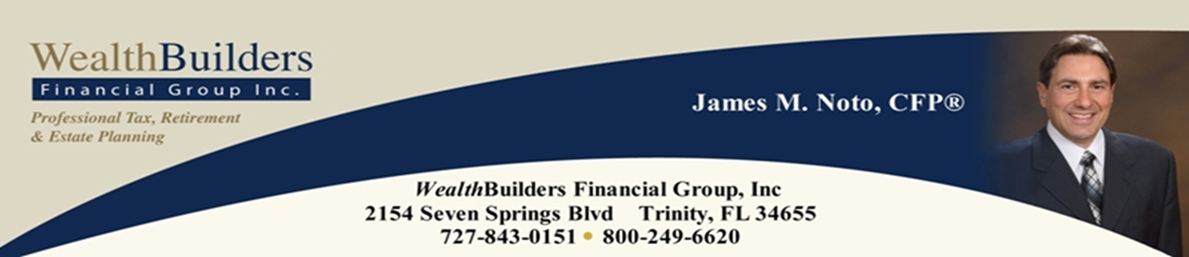 WealthBuilders
Financial Group Inc.
Professional Tax, Retirement
& Estate Planning
James M. Noto, CFP®
WealthBuilders Financial Group, Inc
2154 Seven Springs Blvd Trinity, FL 34655
727-843-0151 • 800-249-6620